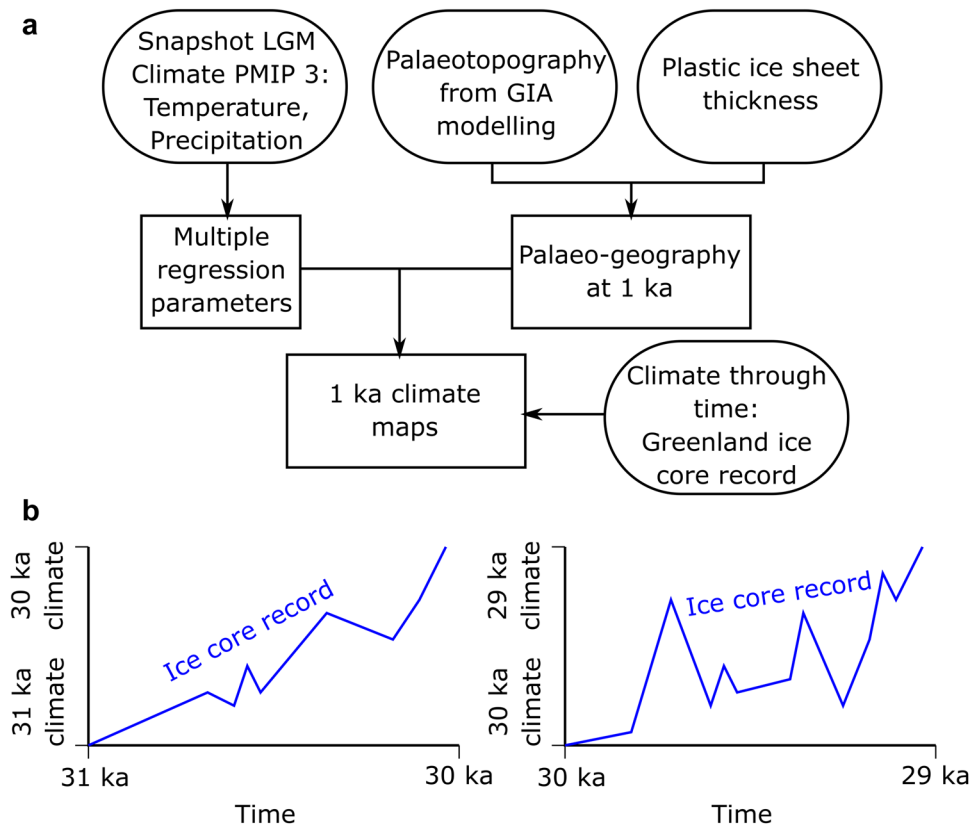 a
Snapshot LGM
Climate PMIP 3:
Temperature,
Precipitation
Palaeotopography
from GIA
modelling
Plastic ice sheet
thickness
Multiple
regression
parameters
Palaeo-geography
at 1 ka
1 ka climate
maps
Climate through
time:
Greenland ice
core record
b
30 ka
climate
31 ka
climate
Ice core record
31 ka
30 ka
Time
29 ka
climate
30 ka
climate
Ice core record
30 ka
29 ka
Time